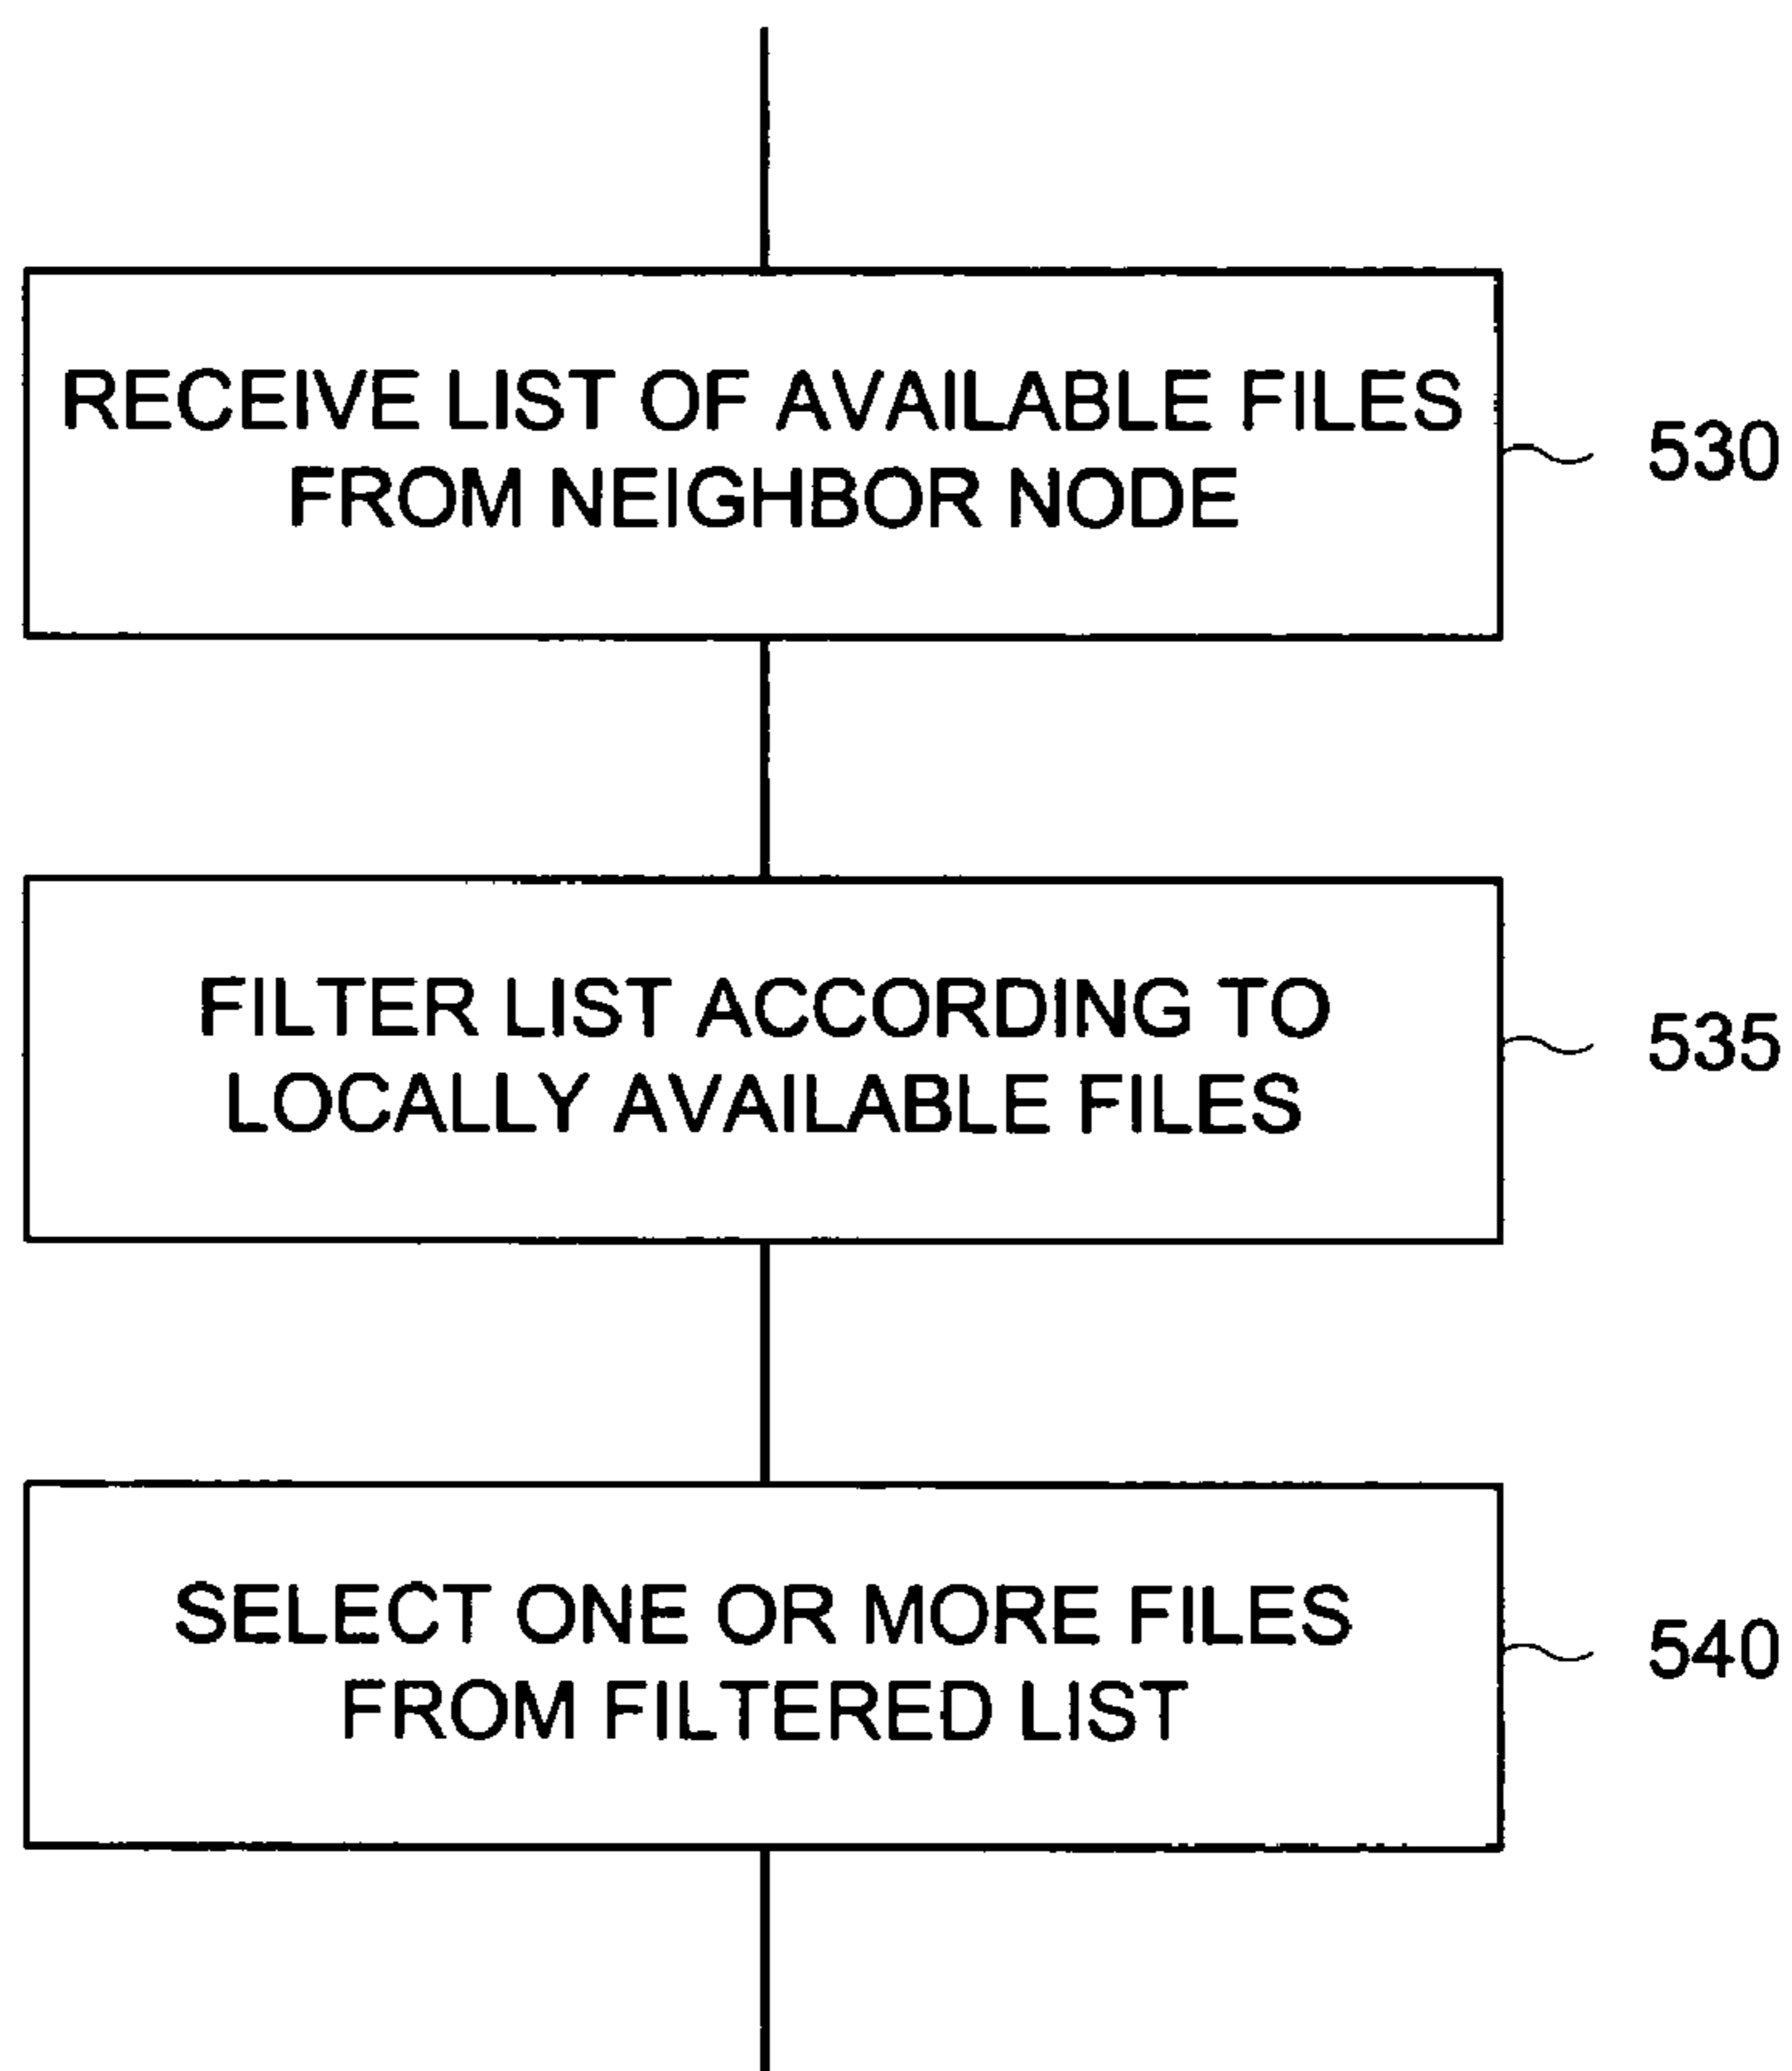 RECEIVE LIST OF AVAILABLE FILES
FROM NEIGHBOR NODE
530
FILTER LIST ACCORDING TO
LOCALLY AVAILABLE FILES
535
SELECT ONE OR MORE FILES
FROM FILTERED LIST
540